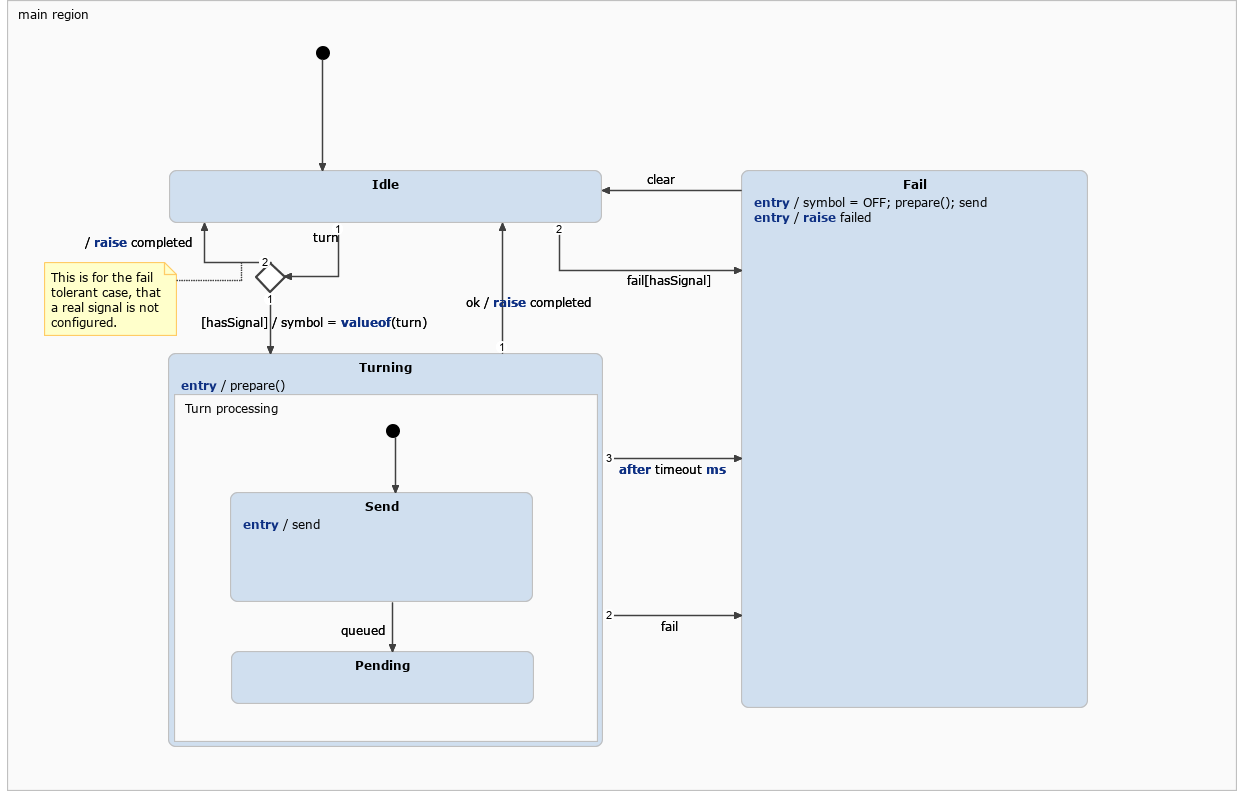 main region
Idle
clear
Fail
entry / symbol = OFF; prepare(); send
entry / raise failed
/ raise completed
1
turn
2
2
This is for the fail
tolerant case, that
a real signal is not
configured.
1
fail[hasSignal]
ok / raise completed
[hasSignal] / symbol = valueof(turn)
1
Turning
entry / prepare()
Turn processing
3
after timeout ms
Send
entry / send
2
fail
queued
Pending